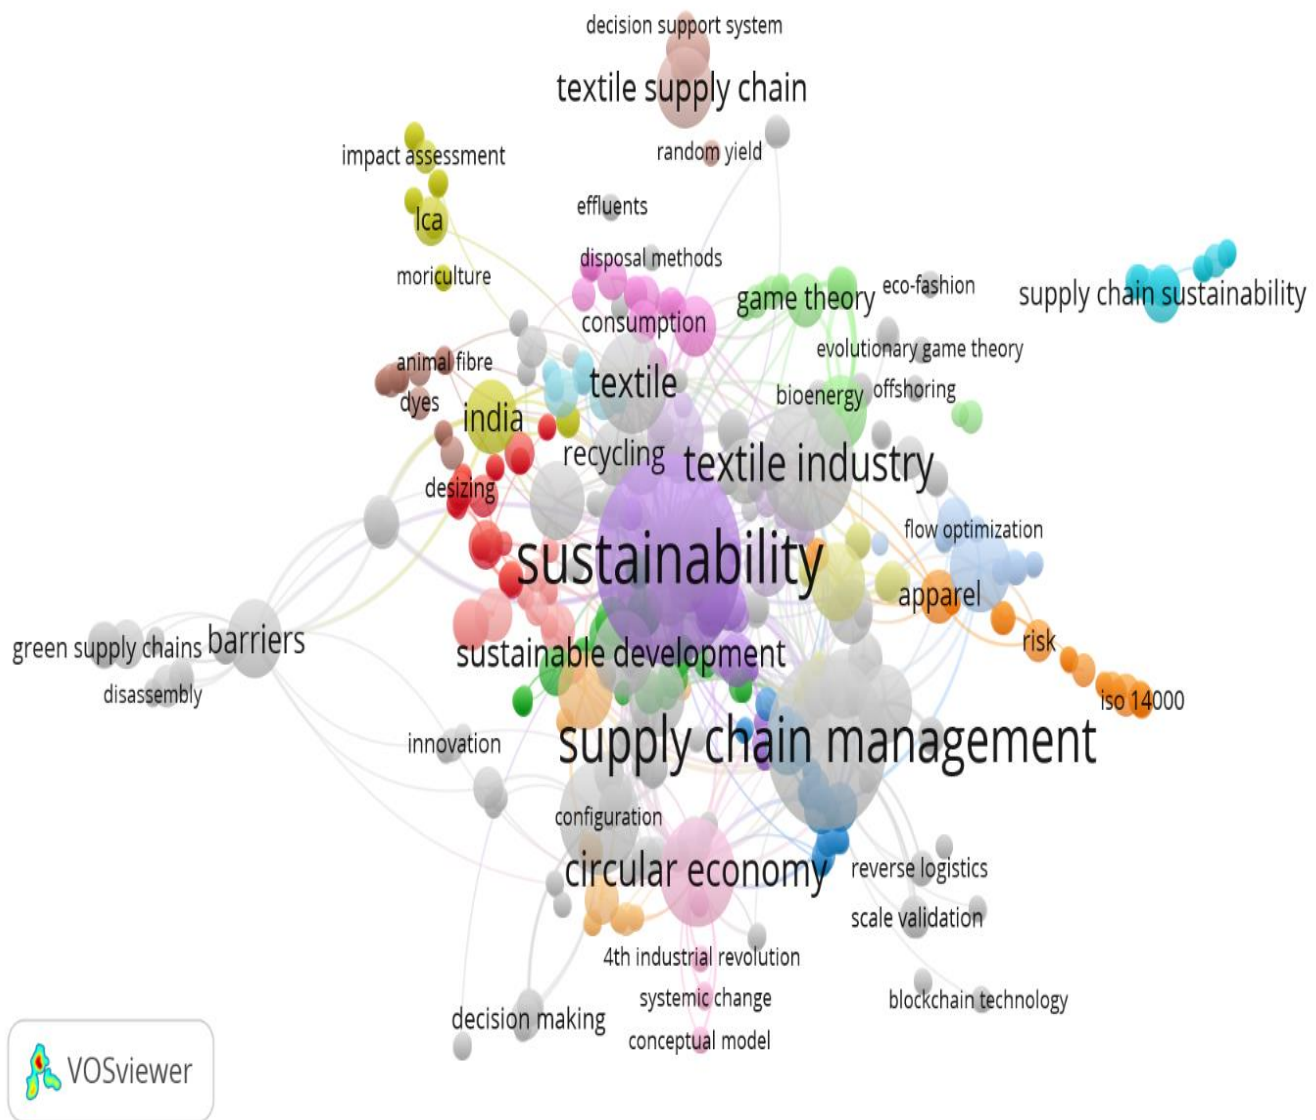 decision support system
textile supply chain
random yield
impact assessment
effluents
lca
disposal methods
moriculture
eco-fashion
game theory
supply chain sustainability
consumption
evolutionary game theory
animal fibre
textile
bioenergy
offshoring
dyes
india
recycling
textile industry
desizing
flow optimization
sustainability
apparel
risk
green supply chains
barriers
sustainable development
disassembly
iso 14000
innovation
supply chain management
configuration
circular economy
reverse logistics
scale validation
4th industrial revolution
systemic change
blockchain technology
decision making
conceptual model
VOSviewer